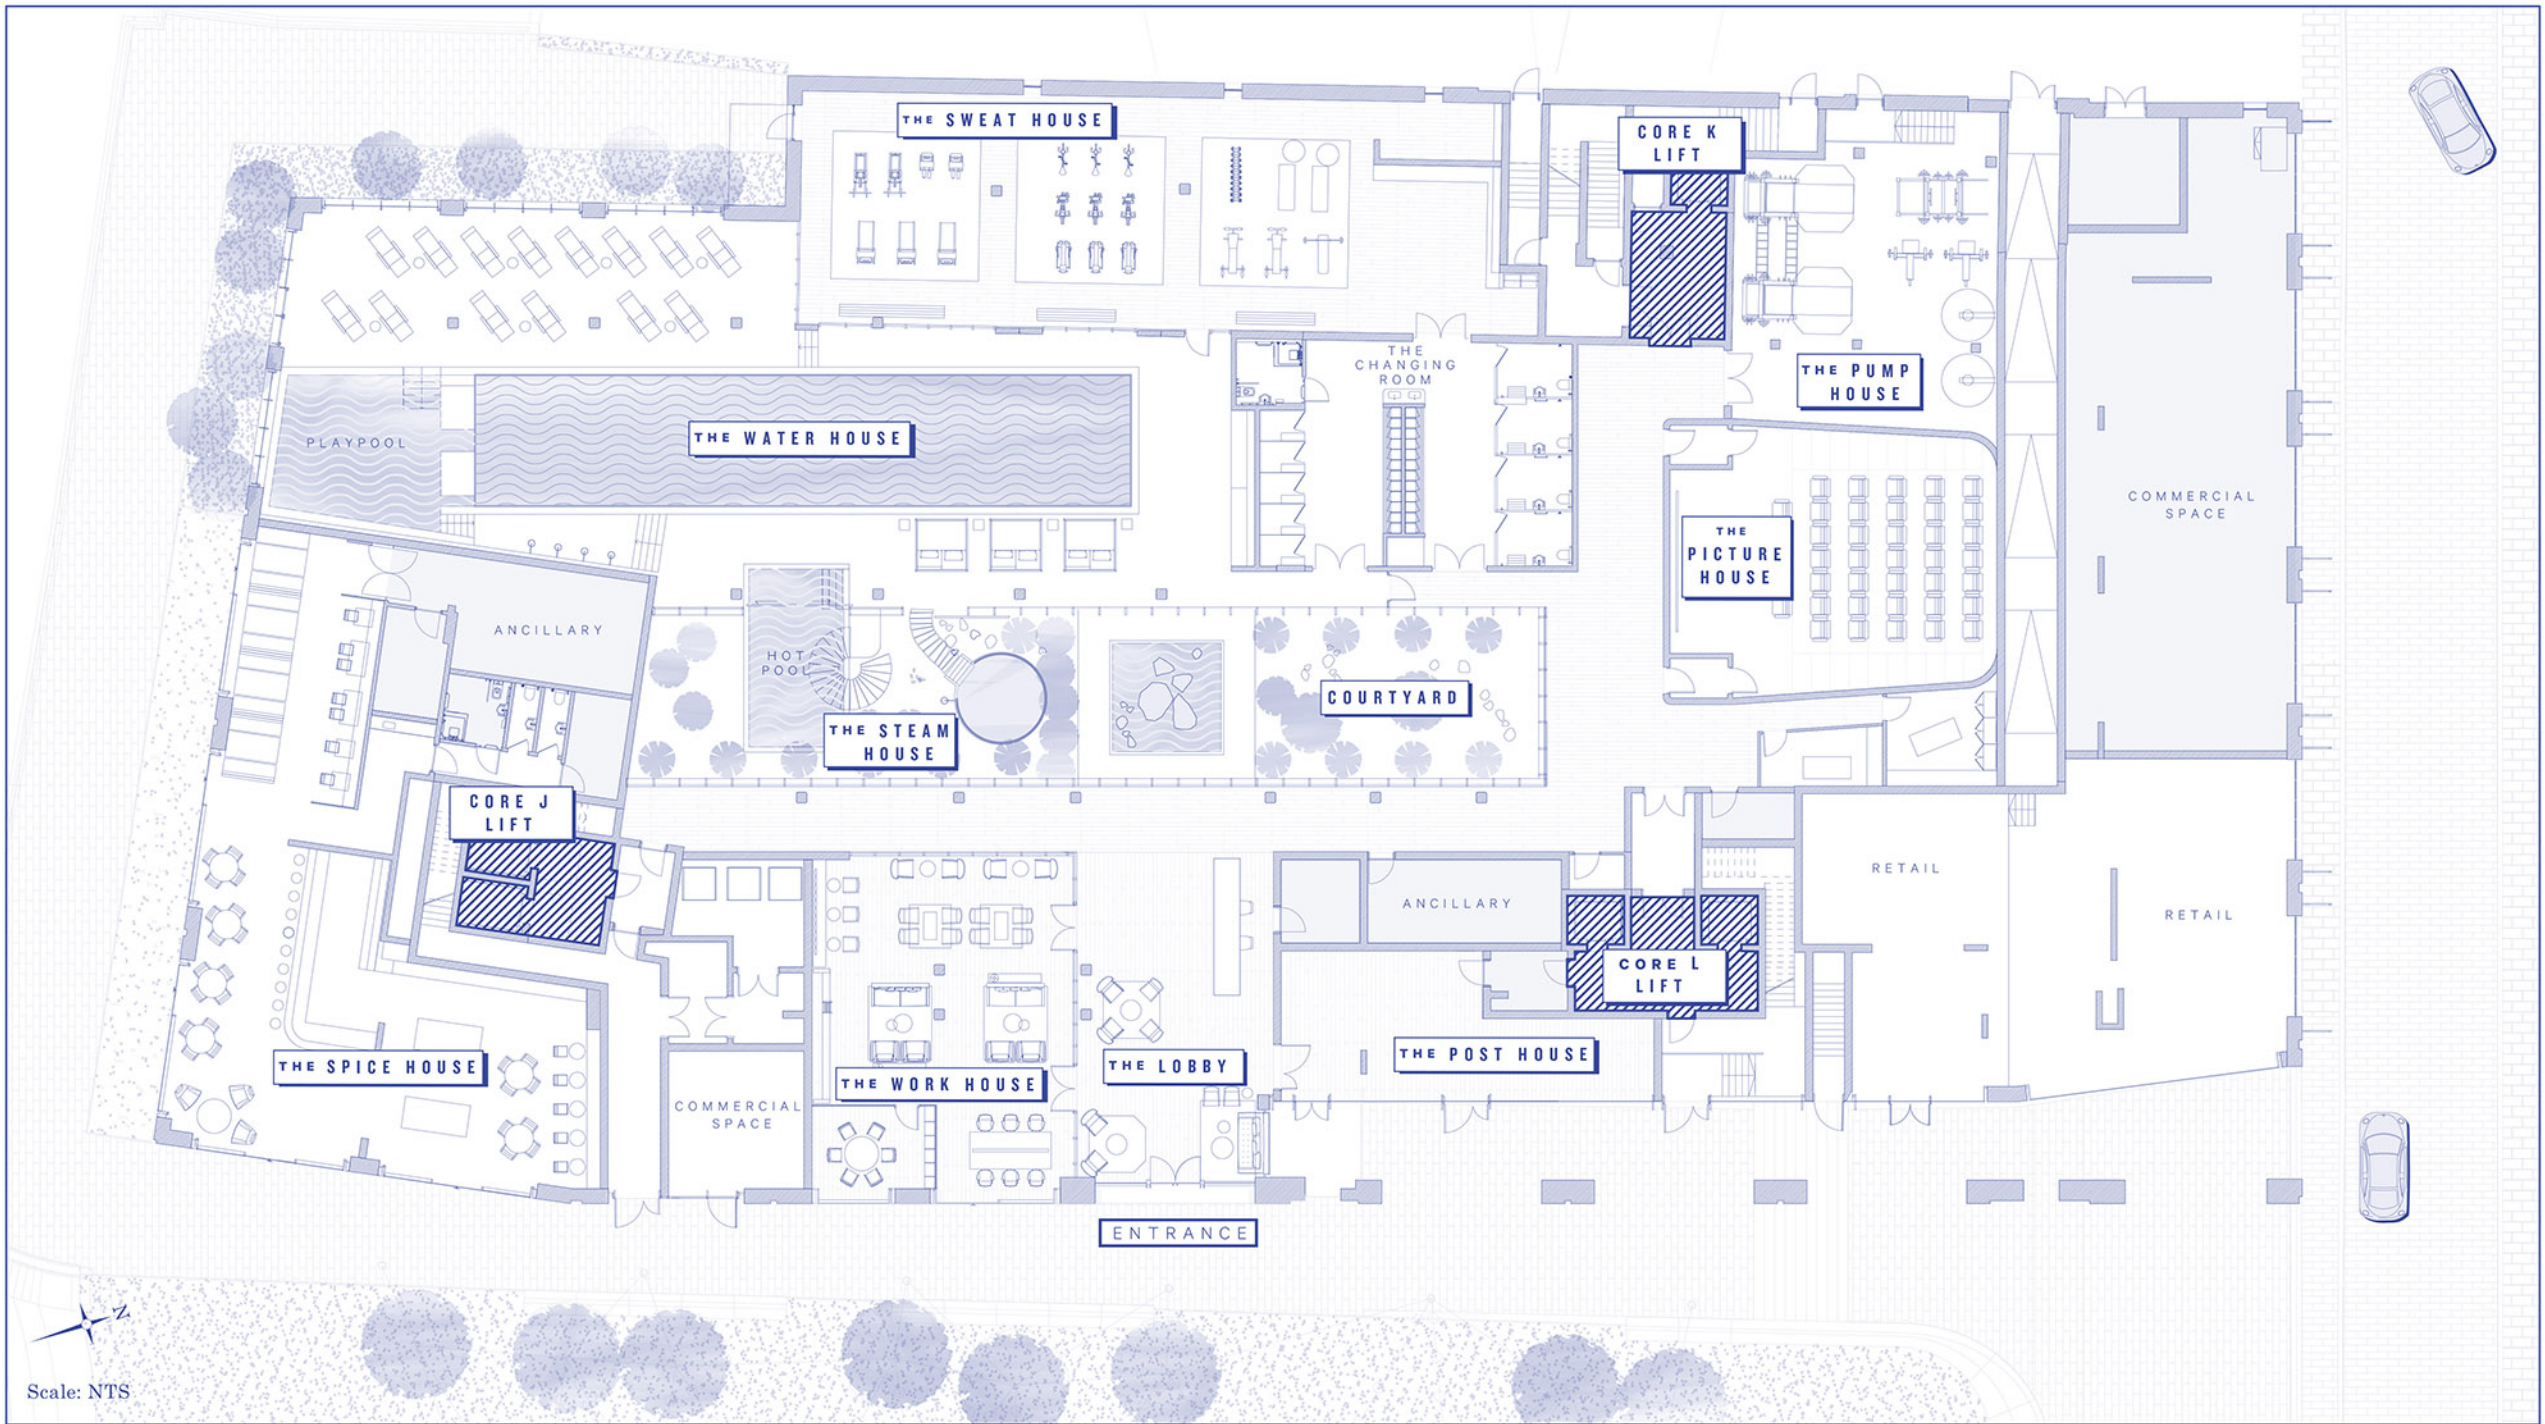 THE SWEAT HOUSE
CORE K
LIFT
THE
CHANGING
ROOM
THE PUMP
HOUSE
PLAYPOOL
THE WATER HOUSE
COMMERCIAL
SPACE
THE
PICTURE
HOUSE
ANCILLARY
HOT
POOL
COURTYARD
THE STEAM
HOUSE
CORE J
LIFT
RETAIL
ANCILLARY
RETAIL
CORE L
LIFT
THE SPICE HOUSE
THE WORK HOUSE
THE LOBBY
THE POST HOUSE
COMMERCIAL
SPACE
ENTRANCE
N
Scale: NTS